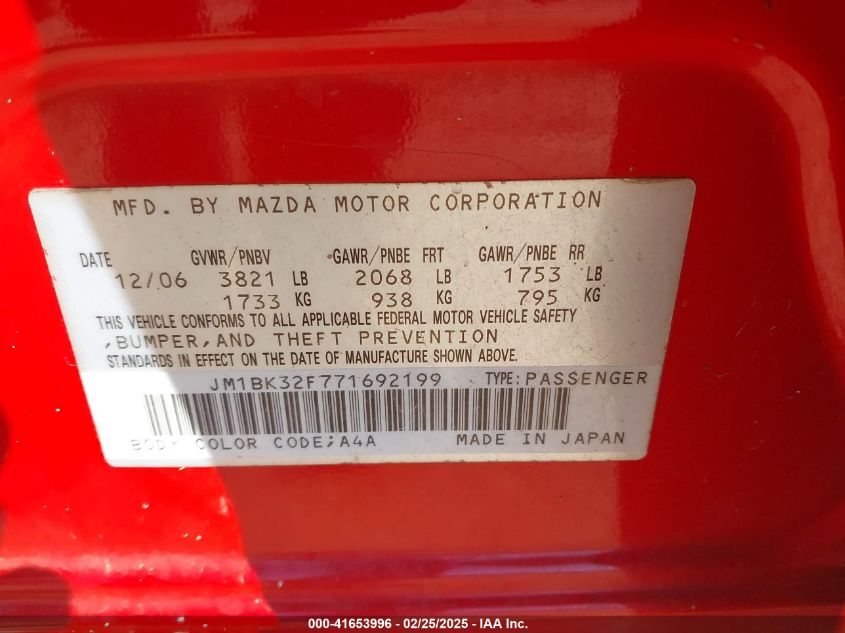 MFD. BY MAZDA MOTOR CORPORATION
DATE GVWR/PNBV GAWR/PNBE FRT GAWR/PNBE RR
12/06 3821 LB 2068 LB 1753 LB
1733 KG 938 KG 795 KG
THIS VEHICLE CONFORMS TO ALL APPLICABLE FEDERAL MOTOR VEHICLE SAFETY
,BUMPER,AND THEFT PREVENTION
STANDARDS IN EFFECT ON THE DATE OF MANUFACTURE SHOWN ABOVE.
JM1BK32F771692199 TYPE:PASSENGER
BODY COLOR CODE;A4A MADE IN JAPAN
000-41653996 - 02/25/2025 - IAA Inc.